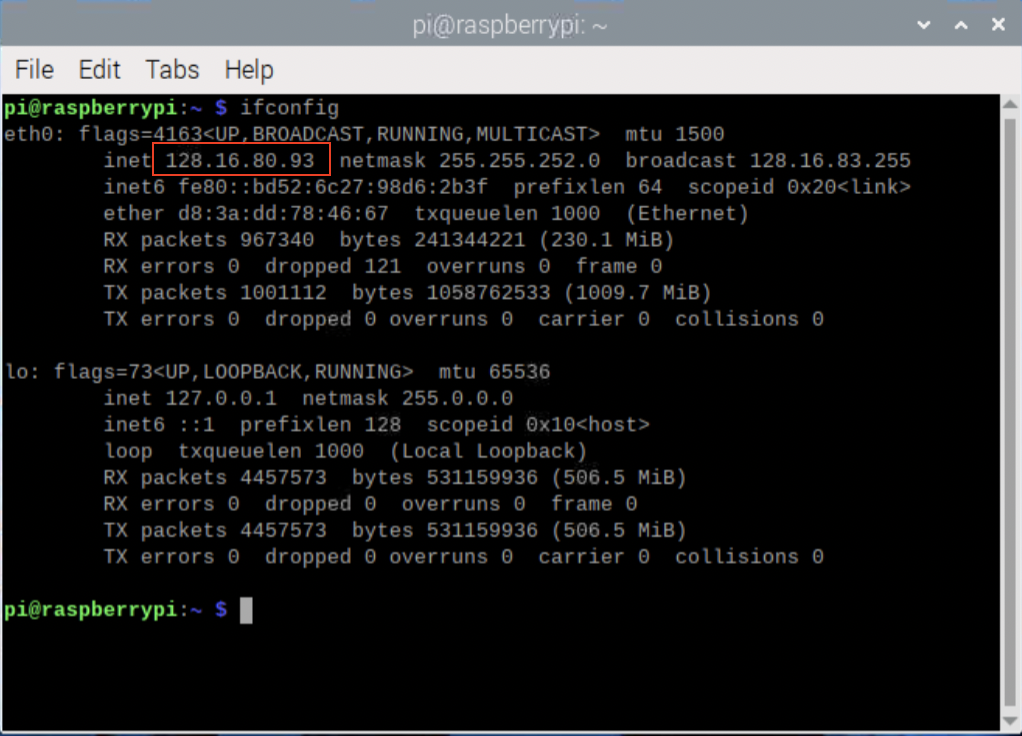 pi@raspberrypi: ~
File Edit Tabs Help
pi@raspberrypi:~ $ ifconfig
eth0: flags=4163<UP,BROADCAST,RUNNING,MULTICAST>  mtu 1500
        inet 128.16.80.93  netmask 255.255.252.0  broadcast 128.16.83.255
        inet6 fe80::bd52:6c27:98d6:2b3f  prefixlen 64  scopeid 0x20<link>
        ether d8:3a:dd:78:46:67  txqueuelen 1000  (Ethernet)
        RX packets 967340  bytes 241344221 (230.1 MiB)
        RX errors 0  dropped 121  overruns 0  frame 0
        TX packets 1001112  bytes 1058762533 (1009.7 MiB)
        TX errors 0  dropped 0 overruns 0  carrier 0  collisions 0

lo: flags=73<UP,LOOPBACK,RUNNING>  mtu 65536
        inet 127.0.0.1  netmask 255.0.0.0
        inet6 ::1  prefixlen 128  scopeid 0x10<host>
        loop  txqueuelen 1000  (Local Loopback)
        RX packets 4457573  bytes 531159936 (506.5 MiB)
        RX errors 0  dropped 0  overruns 0  frame 0
        TX packets 4457573  bytes 531159936 (506.5 MiB)
        TX errors 0  dropped 0 overruns 0  carrier 0  collisions 0

pi@raspberrypi:~ $